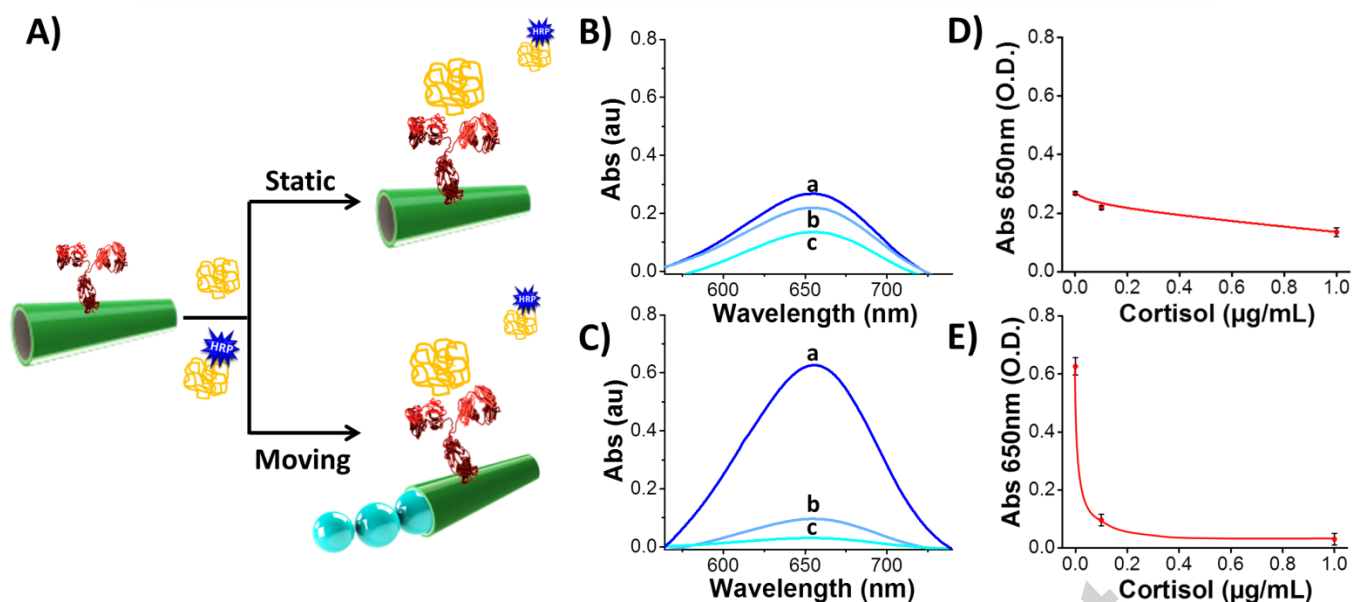 A)
HRP
Static
HRP
Moving
HRP
B)
Abs (au)
0.8
0.6
0.4
0.2
0.0
a
b
c
600
650
700
Wavelength (nm)
C)
Abs (au)
0.8
0.6
0.4
0.2
0.0
a
b
c
600
650
700
Wavelength (nm)
D)
Abs 650nm (O.D.)
0.8
0.6
0.4
0.2
0.0
0.0 0.2 0.4 0.6 0.8 1.0
Cortisol (µg/mL)
E)
Abs 650nm (O.D.)
0.8
0.6
0.4
0.2
0.0
0.0 0.2 0.4 0.6 0.8 1.0
Cortisol (µg/mL)